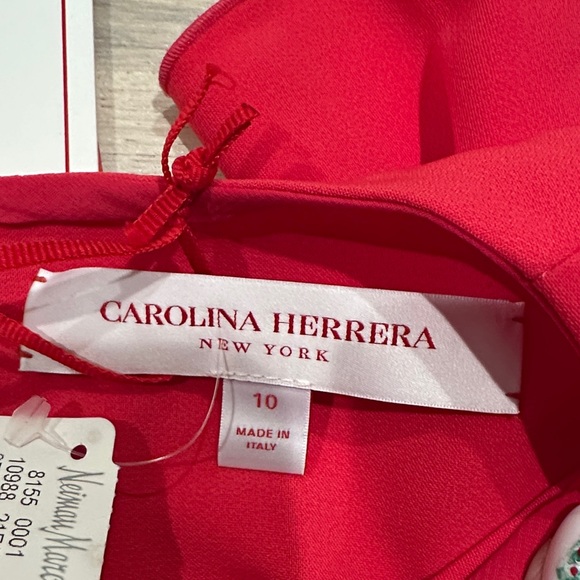 CAROLINA HERRERA
NEW YORK
10
MADE IN
ITALY
Neiman Marc
8155 0001
10988